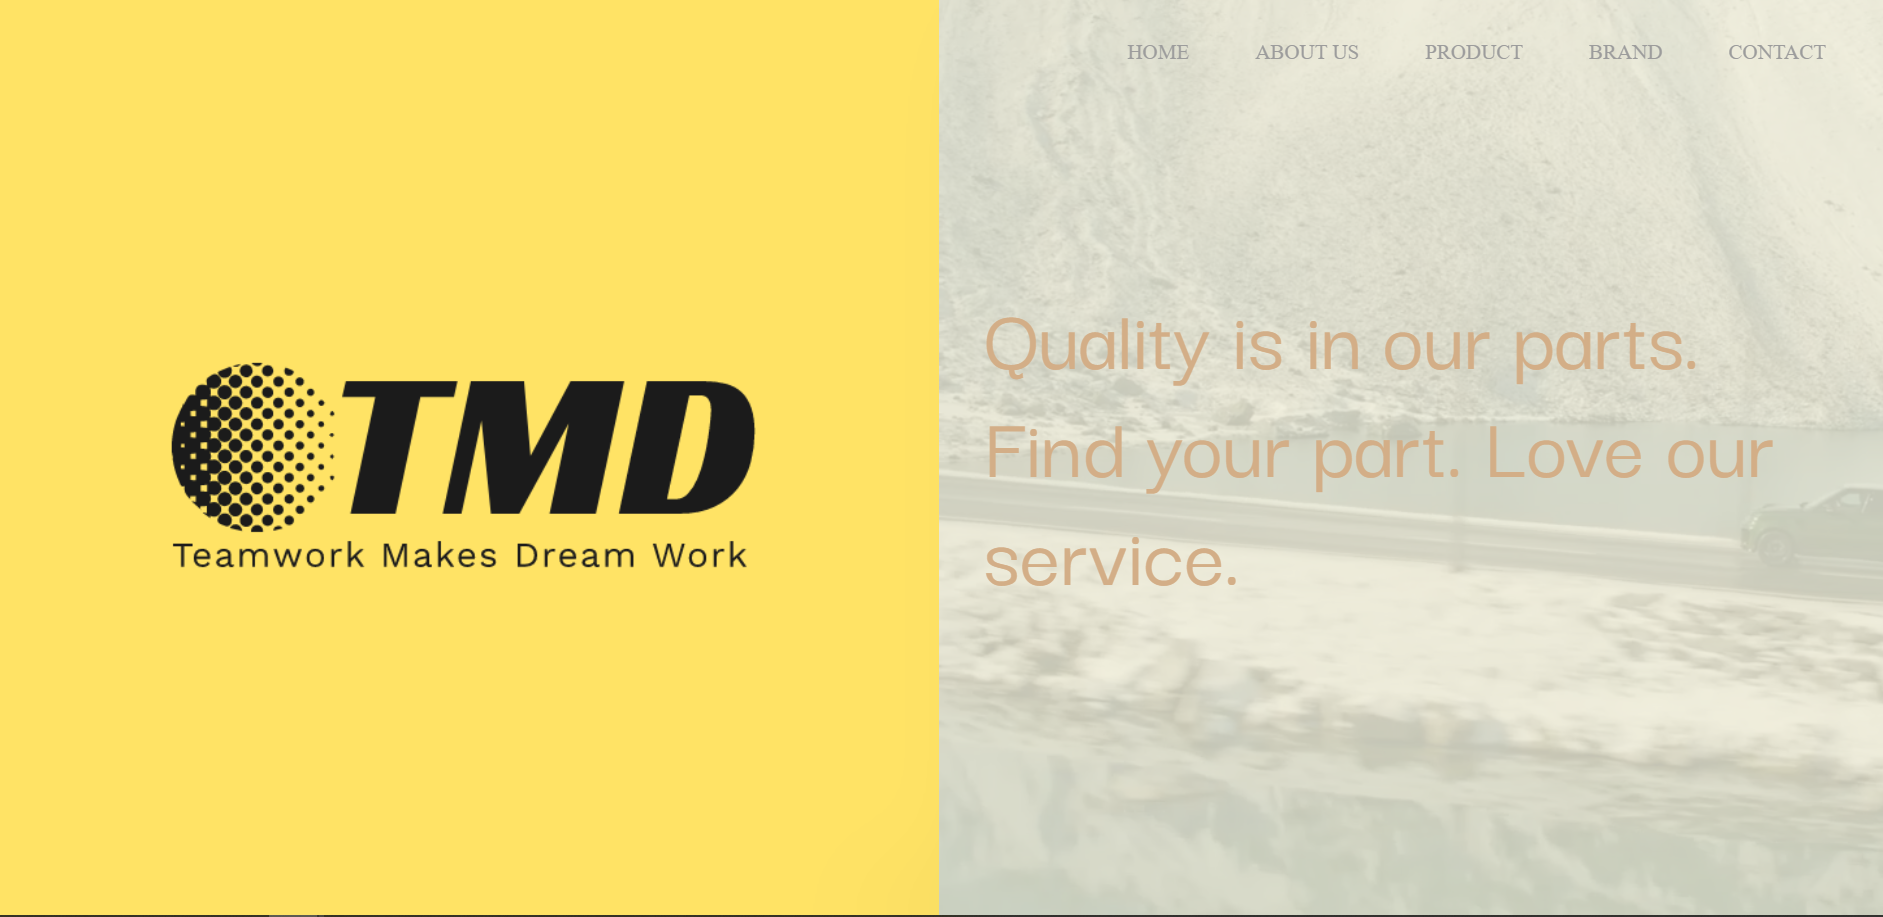 HOME ABOUT US PRODUCT BRAND CONTACT
TMD
Teamwork Makes Dream Work
Quality is in our parts.
Find your part. Love our
service.